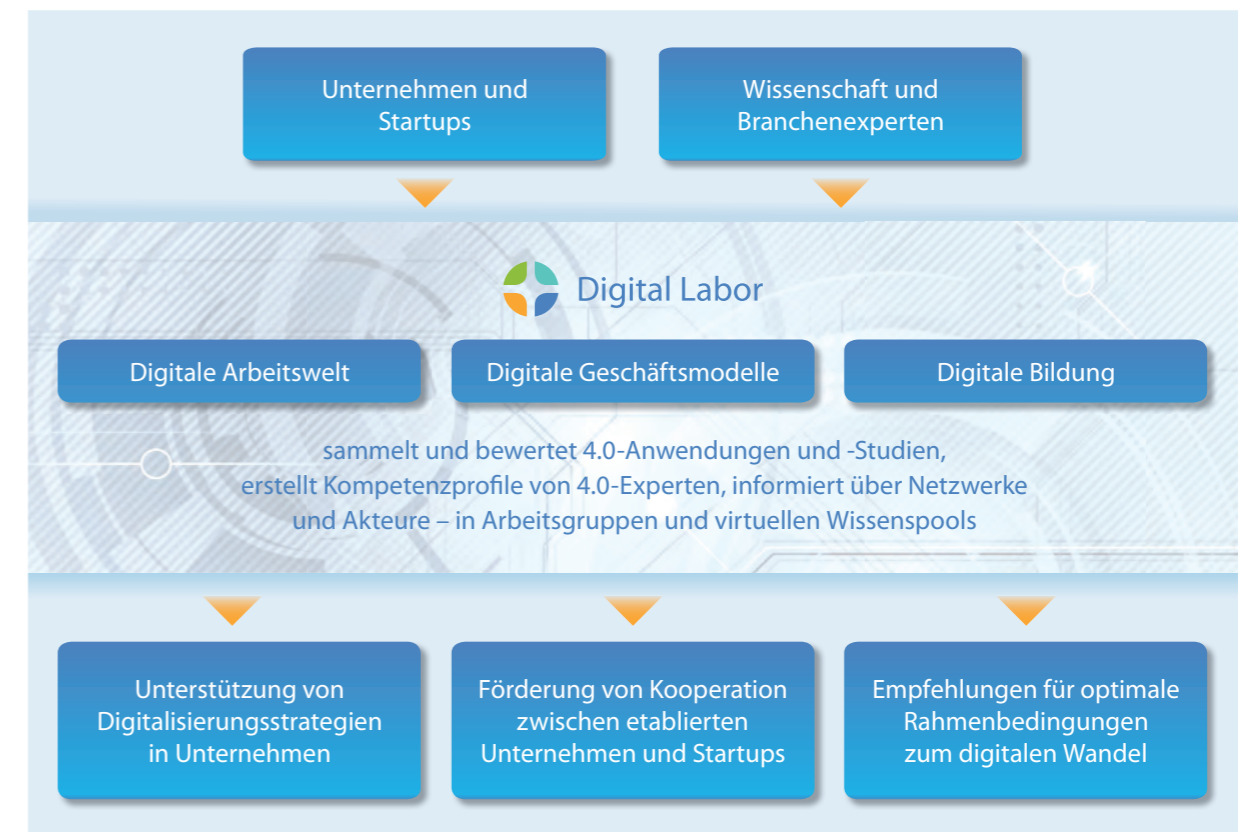 Unternehmen und
Startups
Wissenschaft und
Branchenexperten
Digital Labor
Digitale Arbeitswelt
Digitale Geschäftsmodelle
Digitale Bildung
sammelt und bewertet 4.0-Anwendungen und -Studien,
erstellt Kompetenzprofile von 4.0-Experten, informiert über Netzwerke
und Akteure – in Arbeitsgruppen und virtuellen Wissenspools
Unterstützung von
Digitalisierungsstrategien
in Unternehmen
Förderung von Kooperation
zwischen etablierten
Unternehmen und Startups
Empfehlungen für optimale
Rahmenbedingungen
zum digitalen Wandel